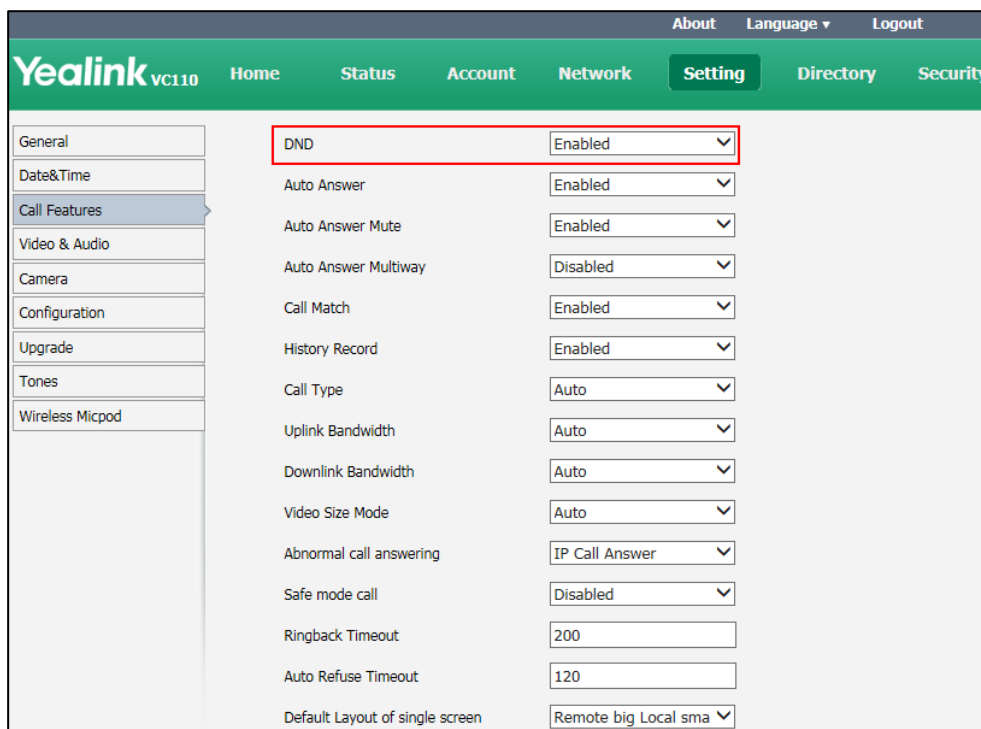 About Language ▾ Logout
Yealink VC110 Home Status Account Network Setting Directory Security
General
Date&Time
Call Features
Video & Audio
Camera
Configuration
Upgrade
Tones
Wireless Micpod
DND Enabled
Auto Answer Enabled
Auto Answer Mute Enabled
Auto Answer Multiway Disabled
Call Match Enabled
History Record Enabled
Call Type Auto
Uplink Bandwidth Auto
Downlink Bandwidth Auto
Video Size Mode Auto
Abnormal call answering IP Call Answer
Safe mode call Disabled
Ringback Timeout 200
Auto Refuse Timeout 120
Default Layout of single screen Remote big Local sma